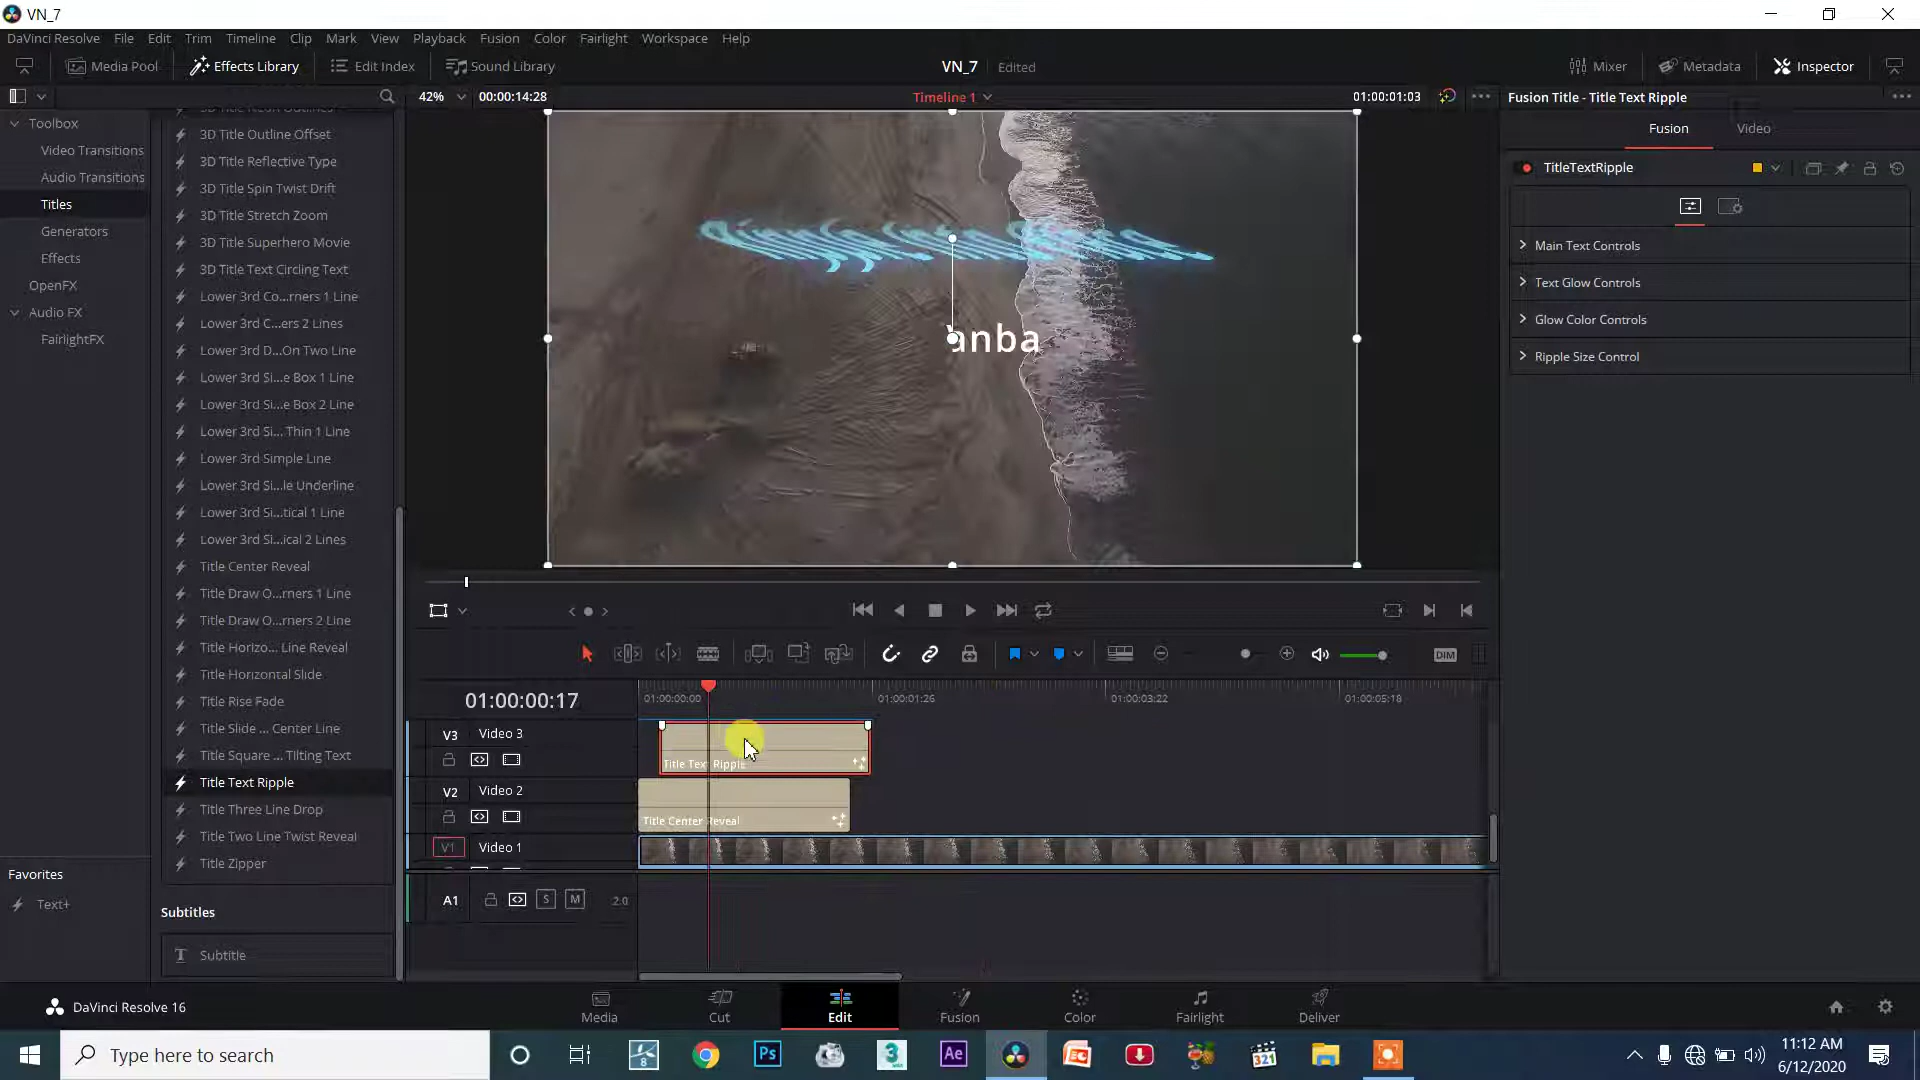 VN_7
DaVinci Resolve File Edit Trim Timeline Clip Mark View Playback Fusion Color Fairlight Workspace Help
Media Pool Effects Library Edit Index Sound Library VN_7 Edited Mixer Metadata Inspector
42% 00:00:14:28 Timeline 1 01:00:01:03 Fusion Title - Title Text Ripple
Fusion Video
TitleTextRipple
Main Text Controls
Text Glow Controls
Glow Color Controls
Ripple Size Control
Toolbox
Video Transitions
Audio Transitions
Titles
Generators
Effects
OpenFX
Audio FX
FairlightFX
Favorites
Text+
3D Title Outline Offset
3D Title Reflective Type
3D Title Spin Twist Drift
3D Title Stretch Zoom
3D Title Superhero Movie
3D Title Text Circling Text
Lower 3rd Co...rners 1 Line
Lower 3rd C...ers 2 Lines
Lower 3rd D...On Two Line
Lower 3rd Si...e Box 1 Line
Lower 3rd Si...e Box 2 Line
Lower 3rd Si... Thin 1 Line
Lower 3rd Simple Line
Lower 3rd Si...le Underline
Lower 3rd Si...tical 1 Line
Lower 3rd Si...ical 2 Lines
Title Center Reveal
Title Draw O...rners 1 Line
Title Draw O...rners 2 Line
Title Horizo... Line Reveal
Title Horizontal Slide
Title Rise Fade
Title Slide ... Center Line
Title Square ... Tilting Text
Title Text Ripple
Title Three Line Drop
Title Two Line Twist Reveal
Title Zipper
Subtitles
T Subtitle
anba
DIM
01:00:00:17 01:00:00:00 01:00:01:26 01:00:03:22 01:00:05:18
V3 Video 3
Title Text Ripple
V2 Video 2
Title Center Reveal
V1 Video 1
A1 S M 2.0
DaVinci Resolve 16 Media Cut Edit Fusion Color Fairlight Deliver
Type here to search
Ps
3
Ae
321
11:12 AM
6/12/2020